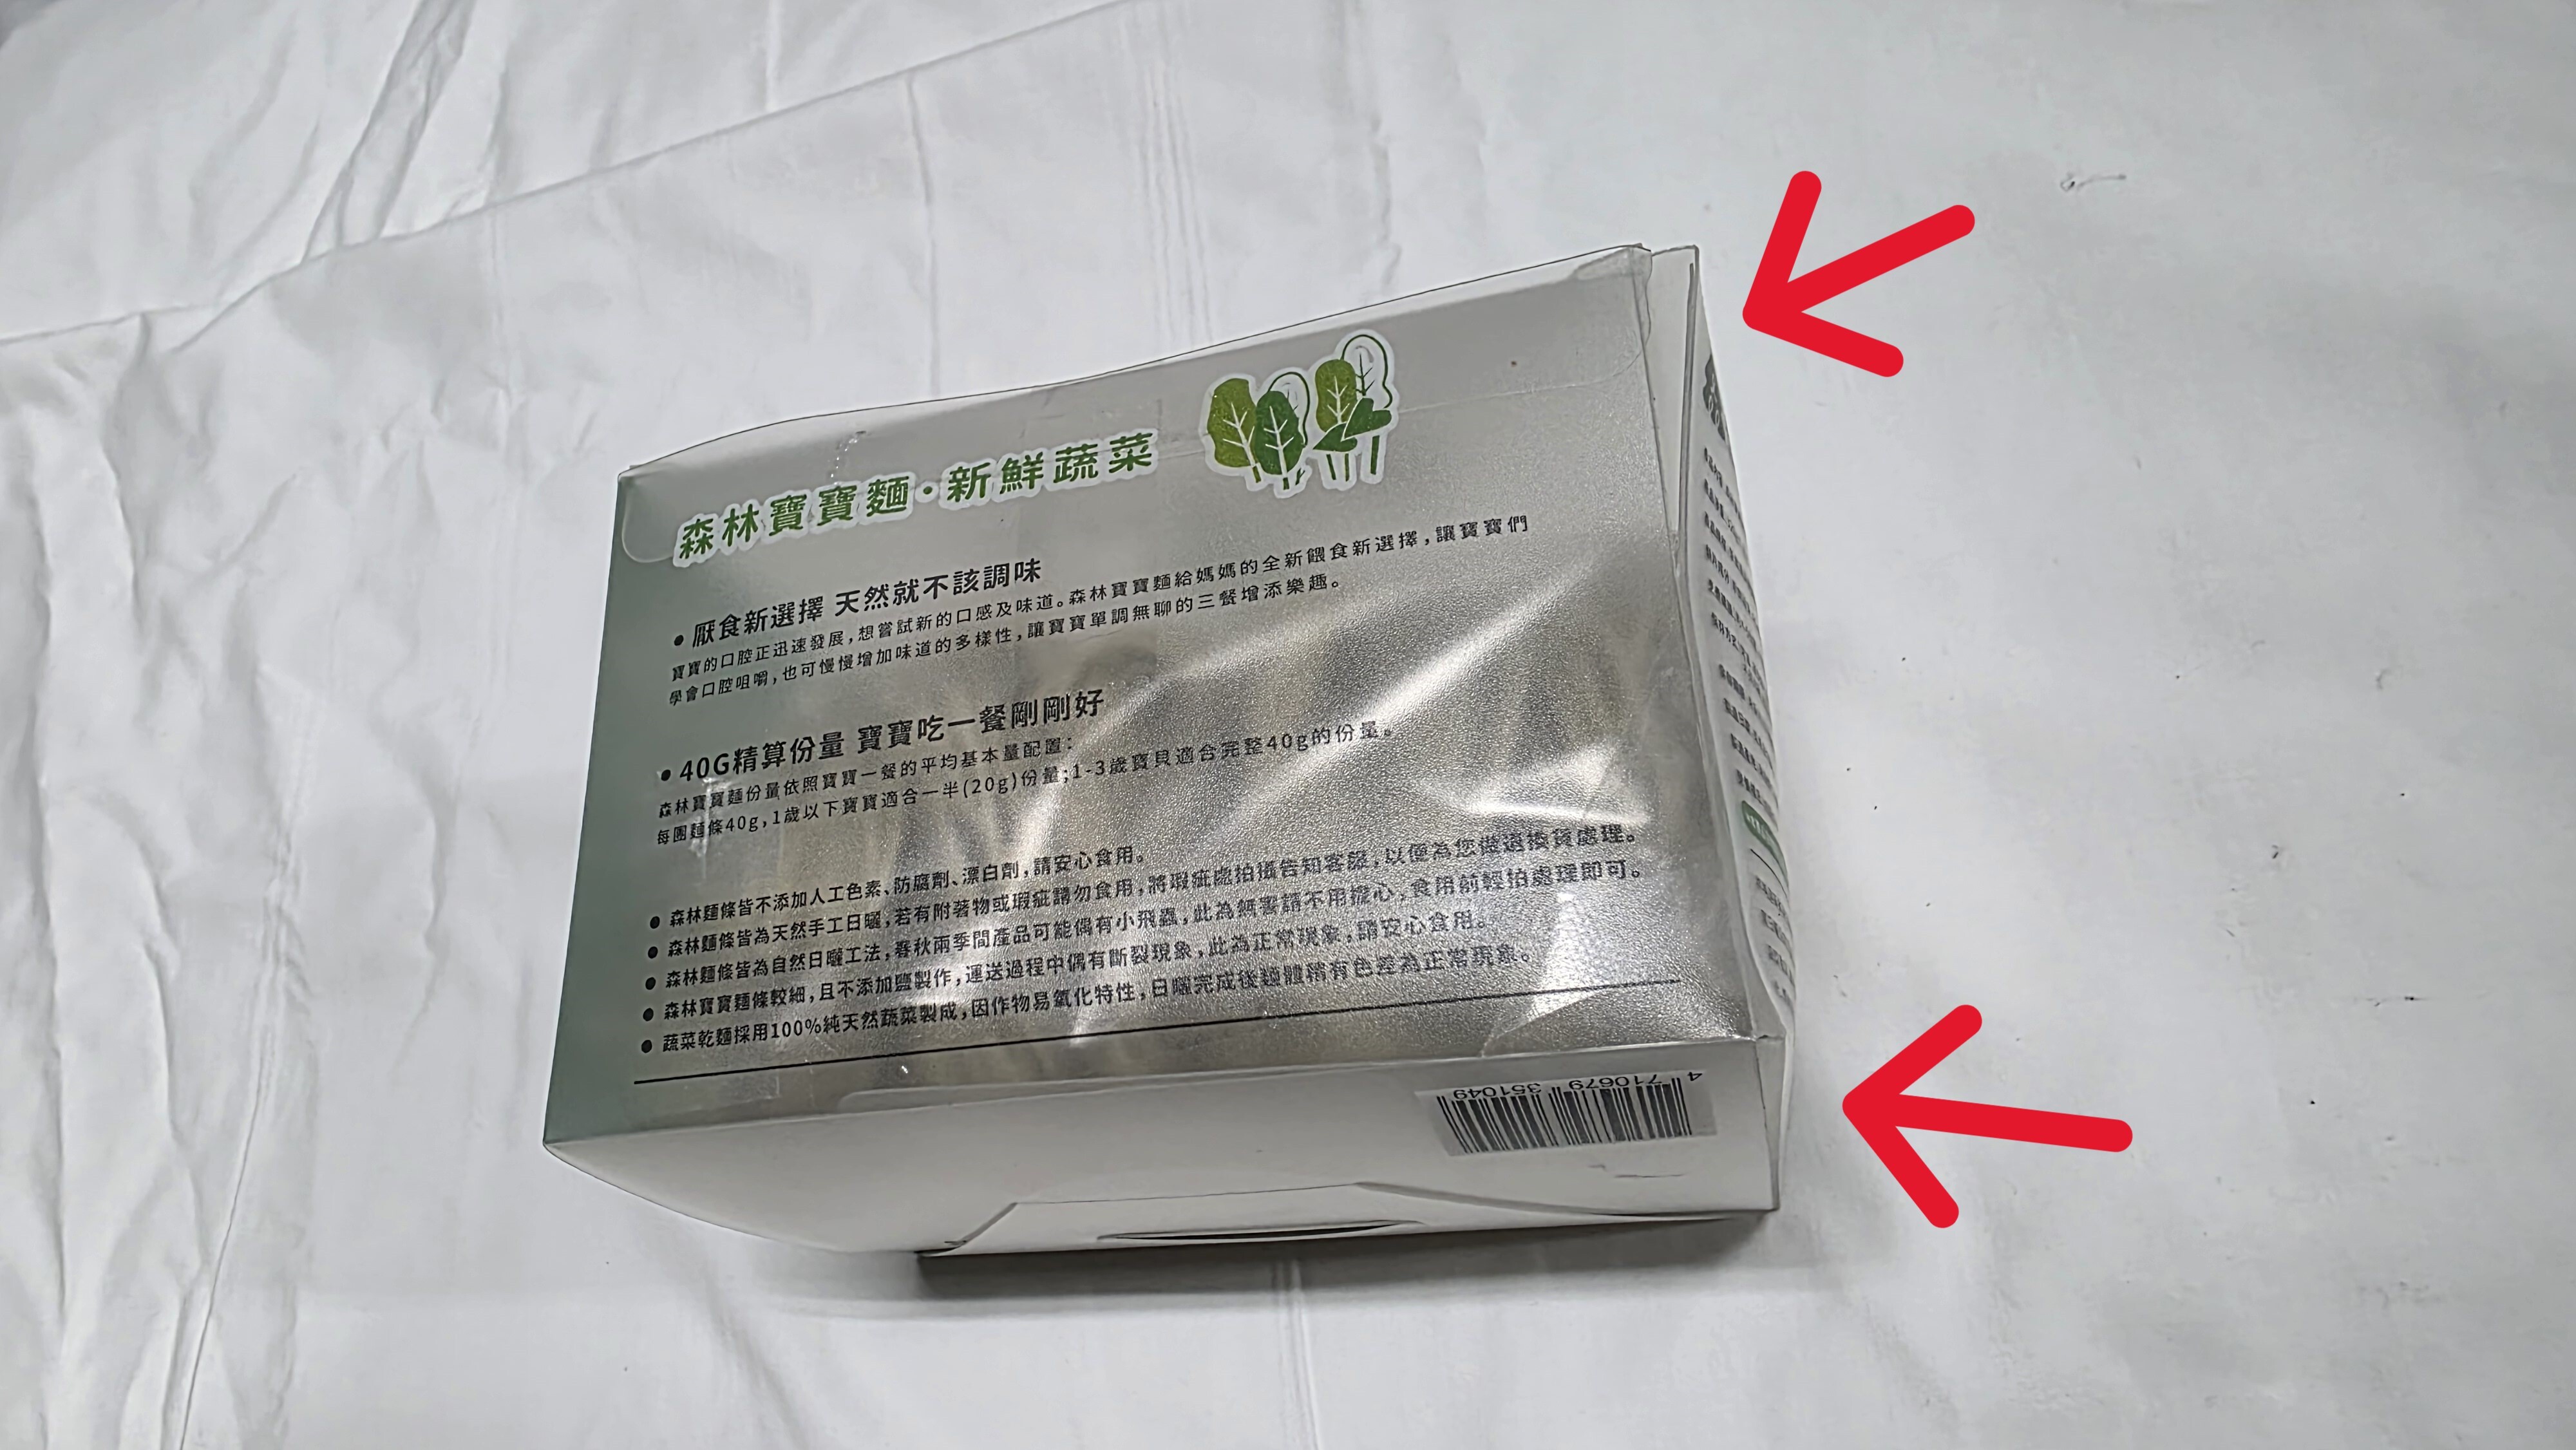 森林寶寶麵·新鮮蔬菜
● 厭食新選擇 天然就不該調味
寶寶的口腔正迅速發展,想嘗試新的口感及味道。森林寶寶麵給媽媽的全新餵食新選擇,讓寶寶們
學會口腔咀嚼,也可慢慢增加味道的多樣性,讓寶寶單調無聊的三餐增添樂趣。
● 40G精算份量 寶寶吃一餐剛剛好
森林寶寶麵份量依照寶寶一餐的平均基本量配置:
每團麵條40g,1歲以下寶寶適合一半(20g)份量;1-3歲寶貝適合完整40g的份量。
● 森林麵條皆不添加人工色素、防腐劑、漂白劑,請安心食用。
● 森林麵條皆為天然手工日曬,若有附著物或瑕疵請勿食用,將瑕疵處拍攝告知客服,以便為您做退換貨處理。
● 森林麵條皆為自然日曬工法,春秋兩季間產品可能偶有小飛蟲,此為無害請不用擔心,食用前輕拍處理即可。
● 森林寶寶麵條較細,且不添加鹽製作,運送過程中偶有斷裂現象,此為正常現象,請安心食用。
● 蔬菜乾麵採用100%純天然蔬菜製成,因作物易氧化特性,日曬完成後麵體稍有色差為正常現象。
4 710679 351049